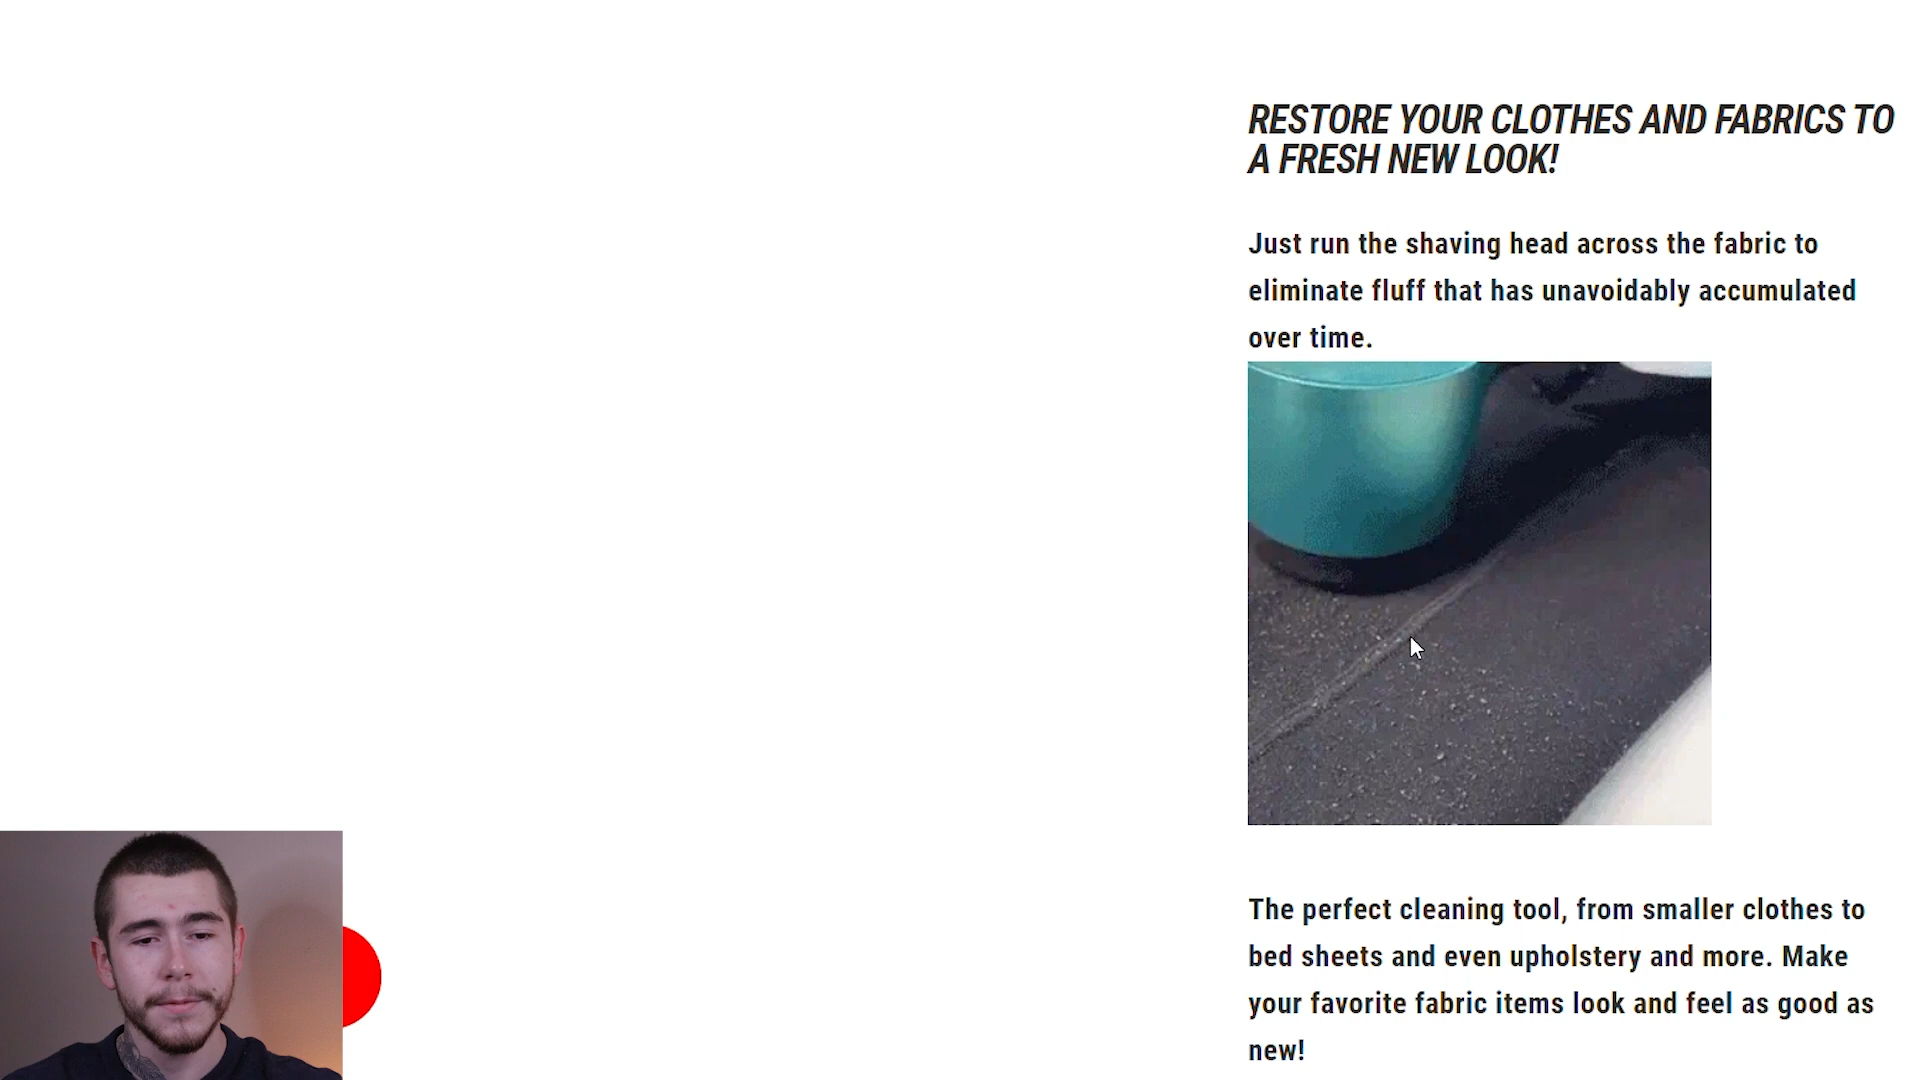 RESTORE YOUR CLOTHES AND FABRICS TO
A FRESH NEW LOOK!
Just run the shaving head across the fabric to
eliminate fluff that has unavoidably accumulated
over time.
The perfect cleaning tool, from smaller clothes to
bed sheets and even upholstery and more. Make
your favorite fabric items look and feel as good as
new!